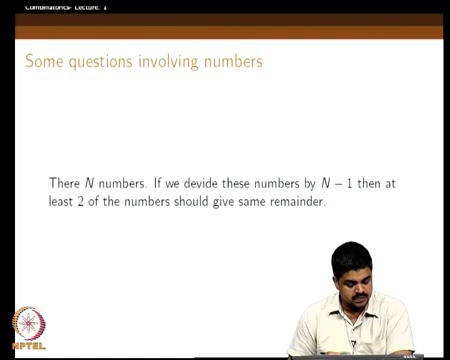 Combinatorics- Lecture: 1
Some questions involving numbers
There N numbers. If we devide these numbers by N − 1 then at
least 2 of the numbers should give same remainder.
NPTEL